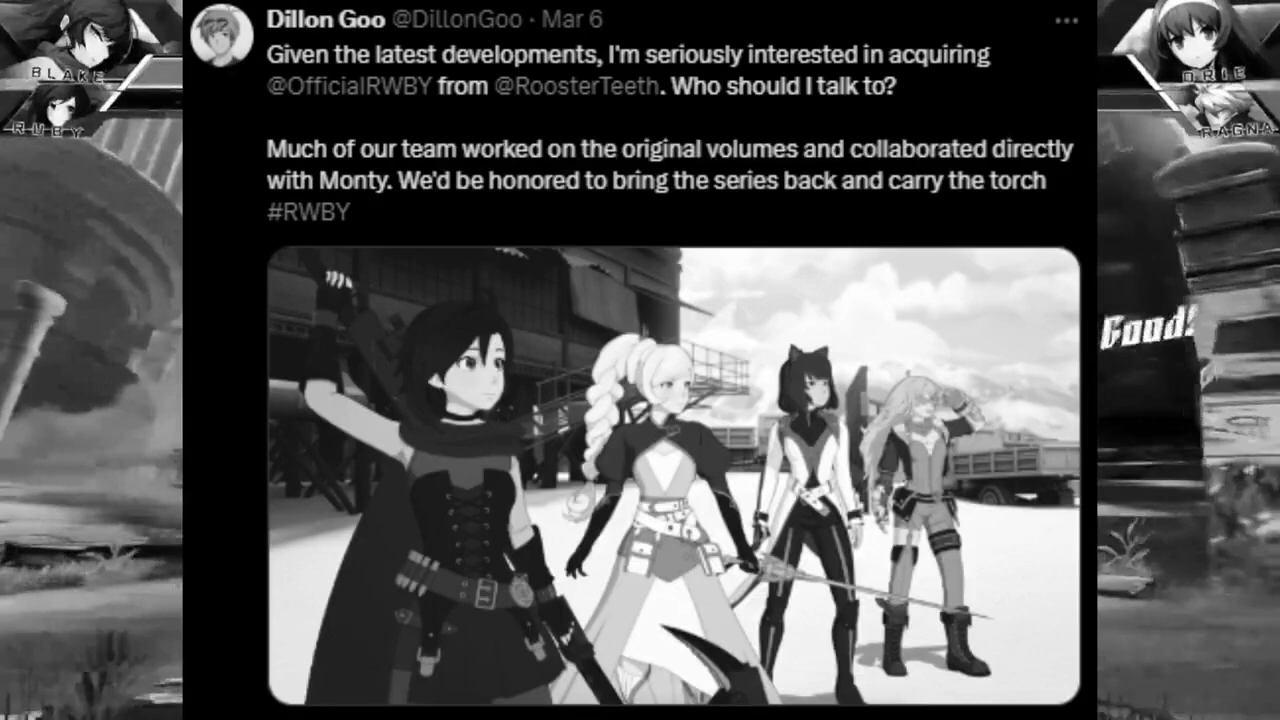 BLAKE
RUBY
Dillon Goo @DillonGoo · Mar 6
Given the latest developments, I'm seriously interested in acquiring
@OfficialRWBY from @RoosterTeeth. Who should I talk to?
Much of our team worked on the original volumes and collaborated directly
with Monty. We'd be honored to bring the series back and carry the torch
#RWBY
ORIE
RAGNA
Good!